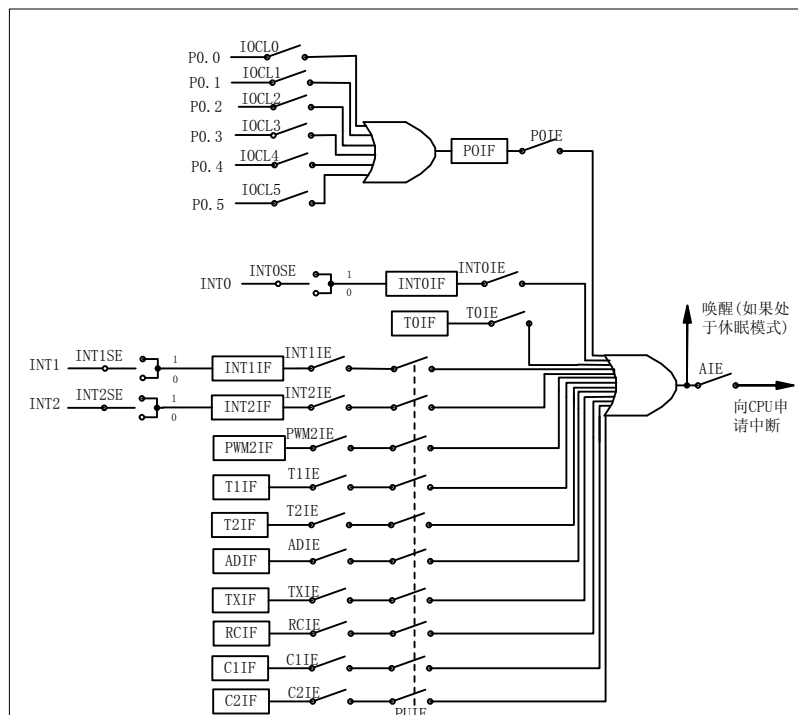 P0.0 IOCL0
P0.1 IOCL1
P0.2 IOCL2
P0.3 IOCL3
P0.4 IOCL4
P0.5 IOCL5
P0IF P0IE
INT0 INT0SE 1 0 INT0IF INT0IE
T0IF T0IE
唤醒(如果处
于休眠模式)
AIE
向CPU申
请中断
INT1 INT1SE 1 0 INT1IF INT1IE
INT2 INT2SE 1 0 INT2IF INT2IE
PWM2IF PWM2IE
T1IF T1IE
T2IF T2IE
ADIF ADIE
TXIF TXIE
RCIF RCIE
C1IF C1IE
C2IF C2IE